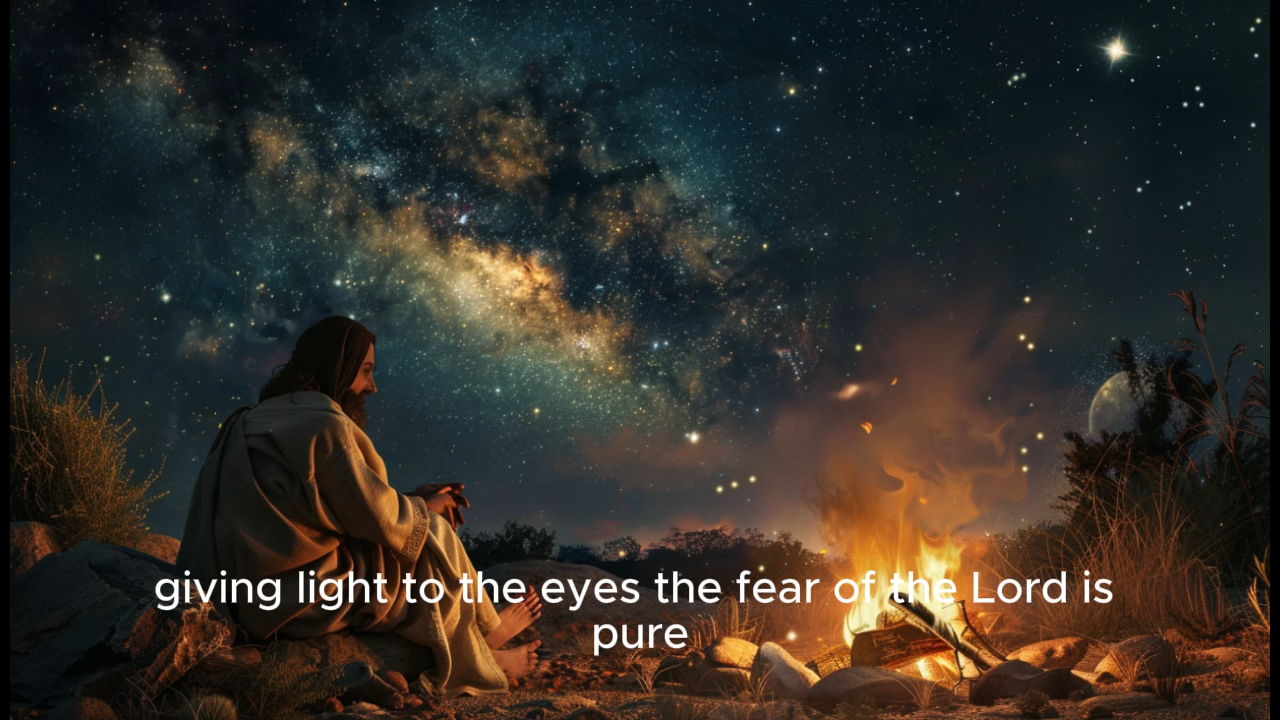 giving light to the eyes the fear of the Lord is
pure